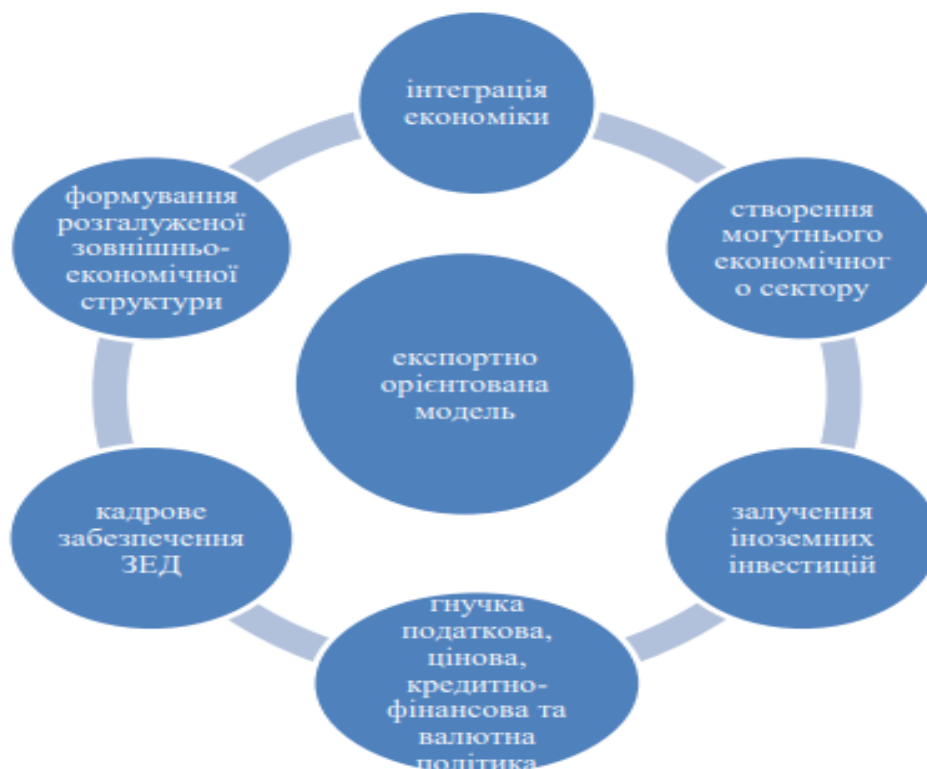 інтеграція
економіки
створення
могутнього
економічног
о сектору
залучення
іноземних
інвестицій
гнучка
податкова,
цінова,
кредитно-
фінансова та
валютна
політика
кадрове
забезпечення
ЗЕД
формування
розгалуженої
зовнішньо-
економічної
структури
експортно
орієнтована
модель